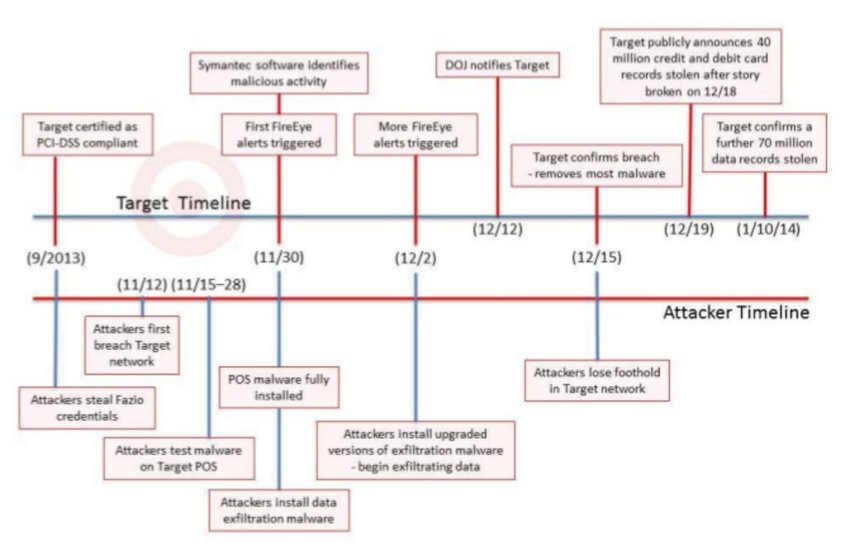 Target publicly announces 40
million credit and debit card
records stolen after story
broken on 12/18
Symantec software identifies
malicious activity
DOJ notifies Target
Target certified as
PCI-DSS compliant
First FireEye
alerts triggered
More FireEye
alerts triggered
Target confirms breach
- removes most malware
Target confirms a
further 70 million
data records stolen
Target Timeline
(12/12)
(12/19)
(1/10/14)
(9/2013)
(11/30)
(12/2)
(12/15)
(11/12)
(11/15–28)
Attacker Timeline
Attackers first
breach Target
network
Attackers steal Fazio
credentials
Attackers test malware
on Target POS
POS malware fully
installed
Attackers install data
exfiltration malware
Attackers install upgraded
versions of exfiltration malware
- begin exfiltrating data
Attackers lose foothold
in Target network